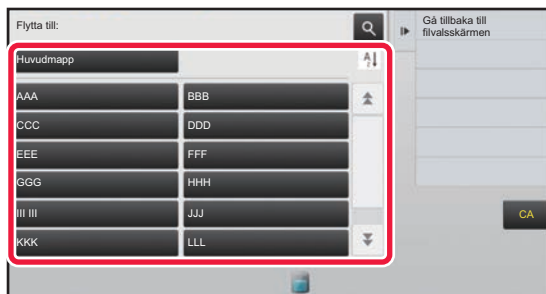 Flytta till:
Gå tillbaka till
filvalsskärmen
Huvudmapp
AAA
BBB
CCC
DDD
EEE
FFF
GGG
HHH
III III
JJJ
KKK
LLL
CA